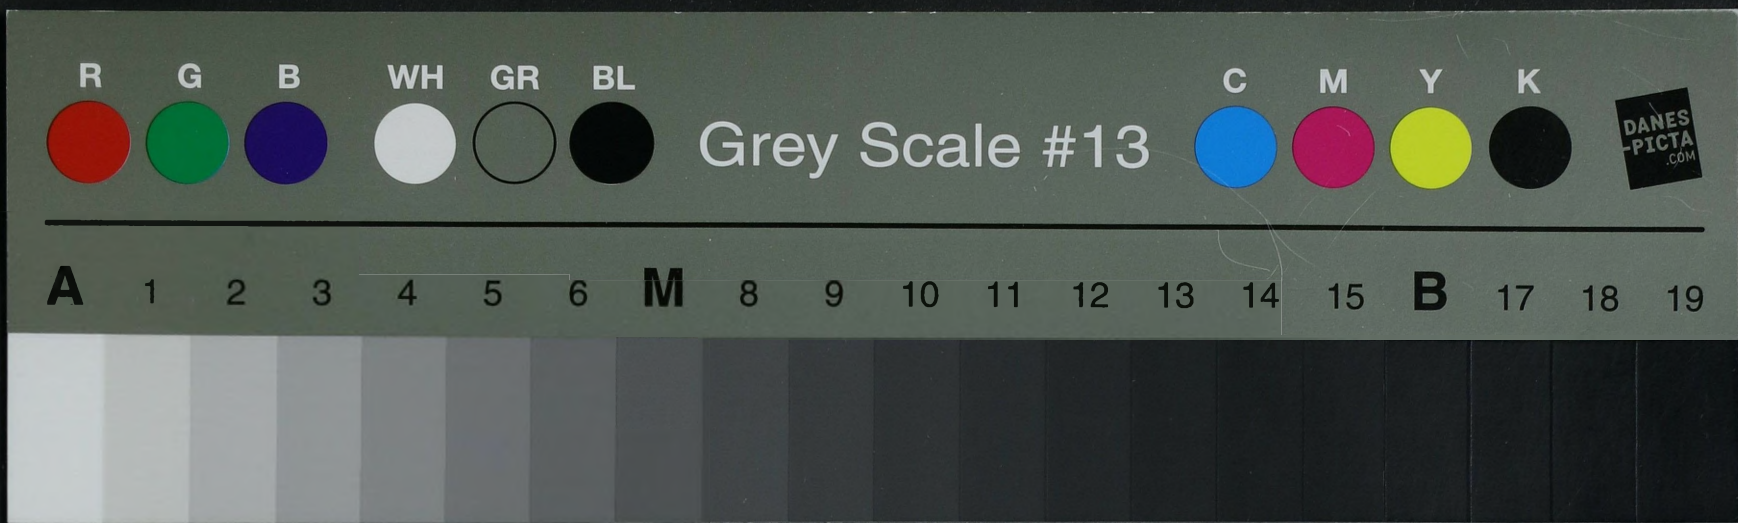 R G B WH GR BL C M Y K
Grey Scale #13
DANES
-PICTA
.COM
A 1 2 3 4 5 6 M 8 9 10 11 12 13 14 15 B 17 18 19